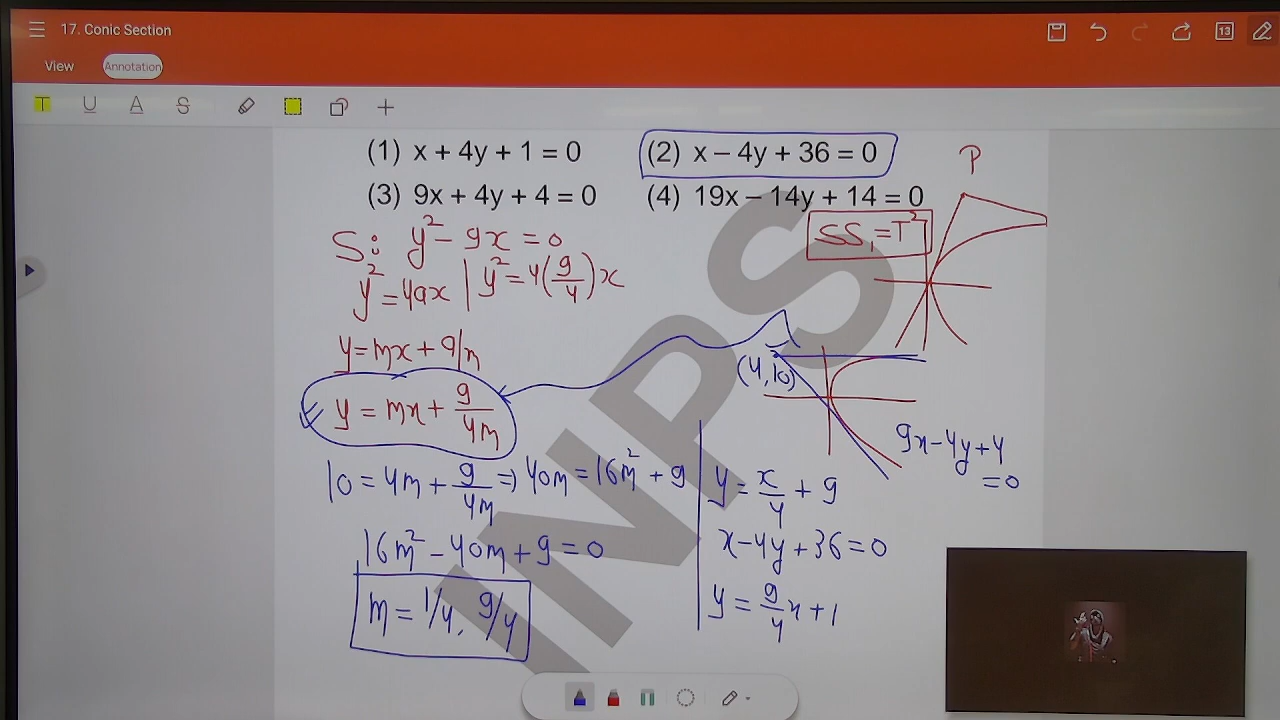 17. Conic Section
13
View Annotation
T U A S
(1) x + 4y + 1 = 0 (2) x – 4y + 36 = 0
(3) 9x + 4y + 4 = 0 (4) 19x – 14y + 14 = 0
P
S: y² - 9x = 0
SS₁ = T²
y² = 4ax | y² = 4(9/4)x
y = mx + a/m
(4,10)
y = mx + 9/4m
9x - 4y + 4 = 0
10 = 4m + 9/4m ⇒ 40m = 16m² + 9
y = x/4 + 9
16m² - 40m + 9 = 0
x - 4y + 36 = 0
m = 1/4, 9/4
y = 9/4 x + 1
INPS